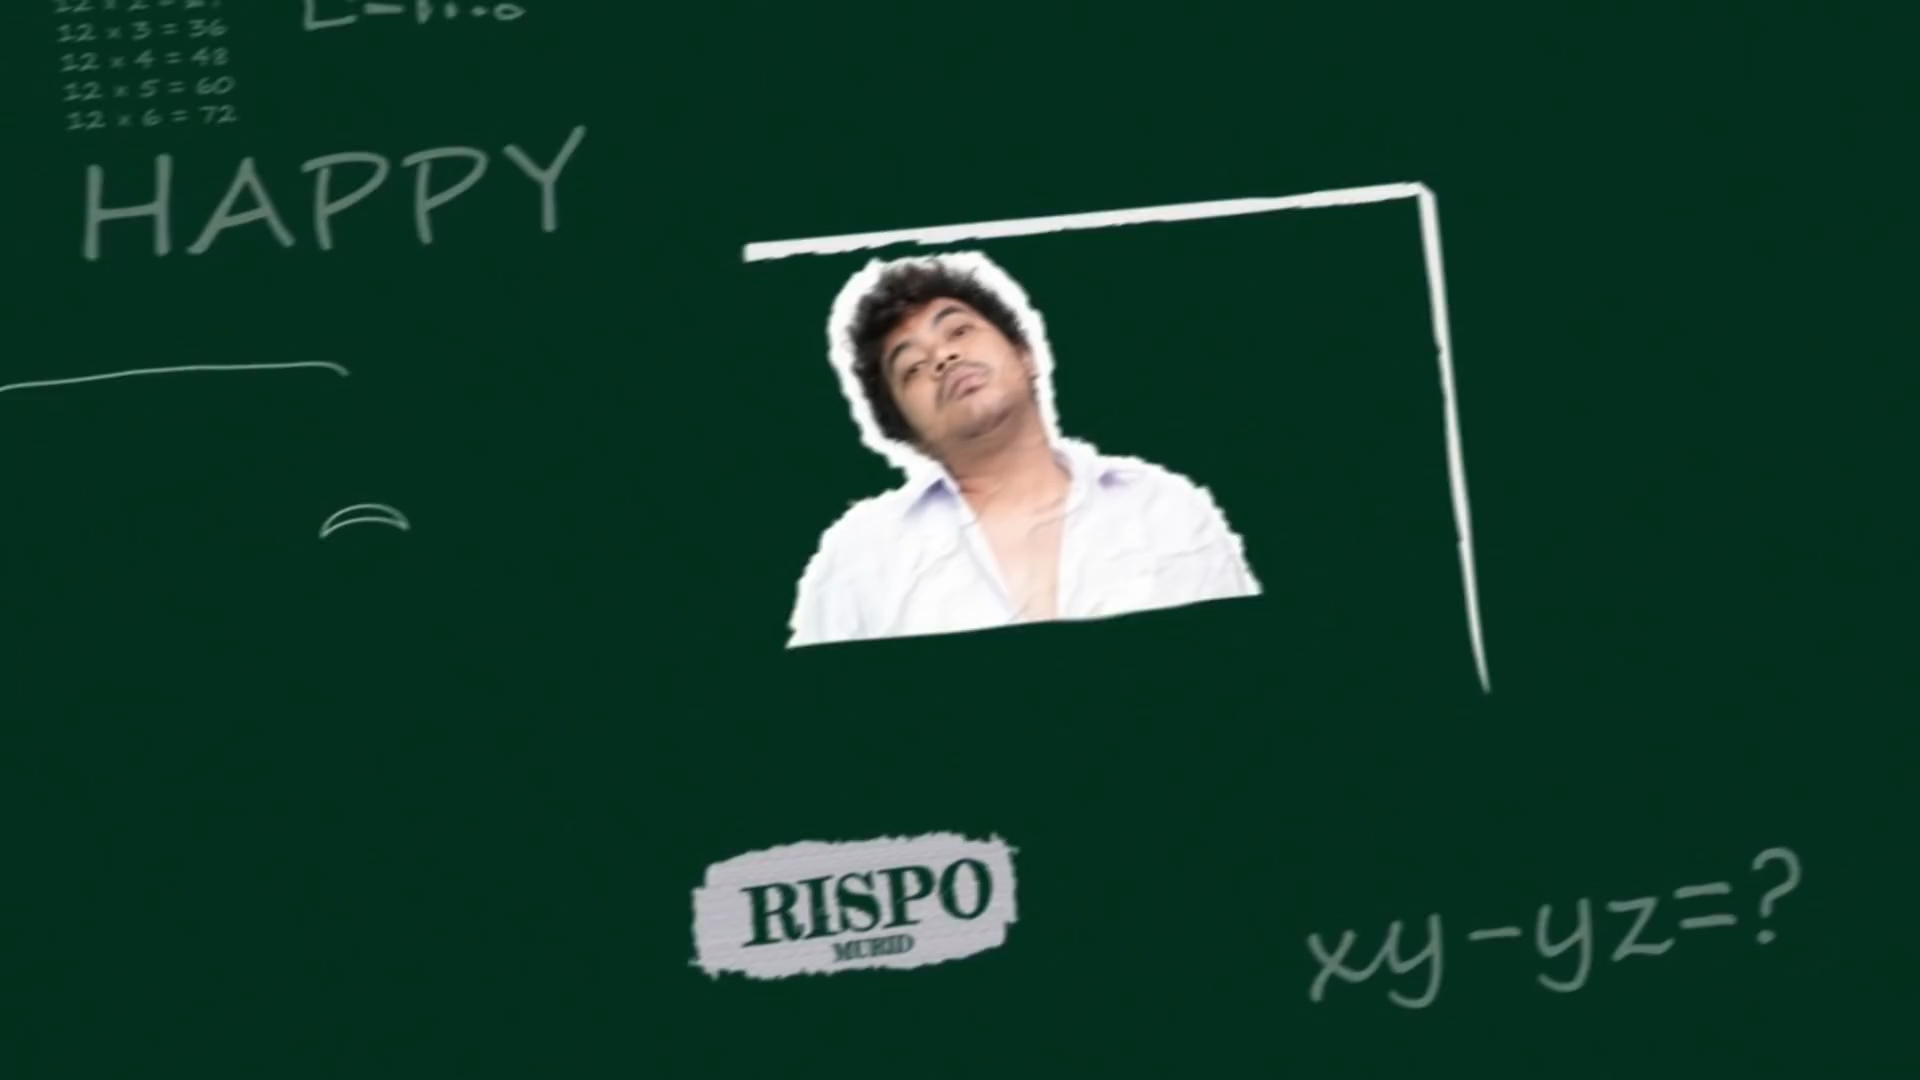 12 x 3 = 36
12 x 4 = 48
12 x 5 = 60
12 x 6 = 72
HAPPY
RISPO
MURID
xy-yz=?